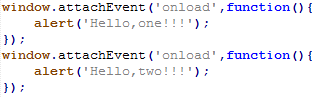 window.attachEvent('onload',function(){
    alert('Hello,one!!!');
});
window.attachEvent('onload',function(){
    alert('Hello,two!!!');
});